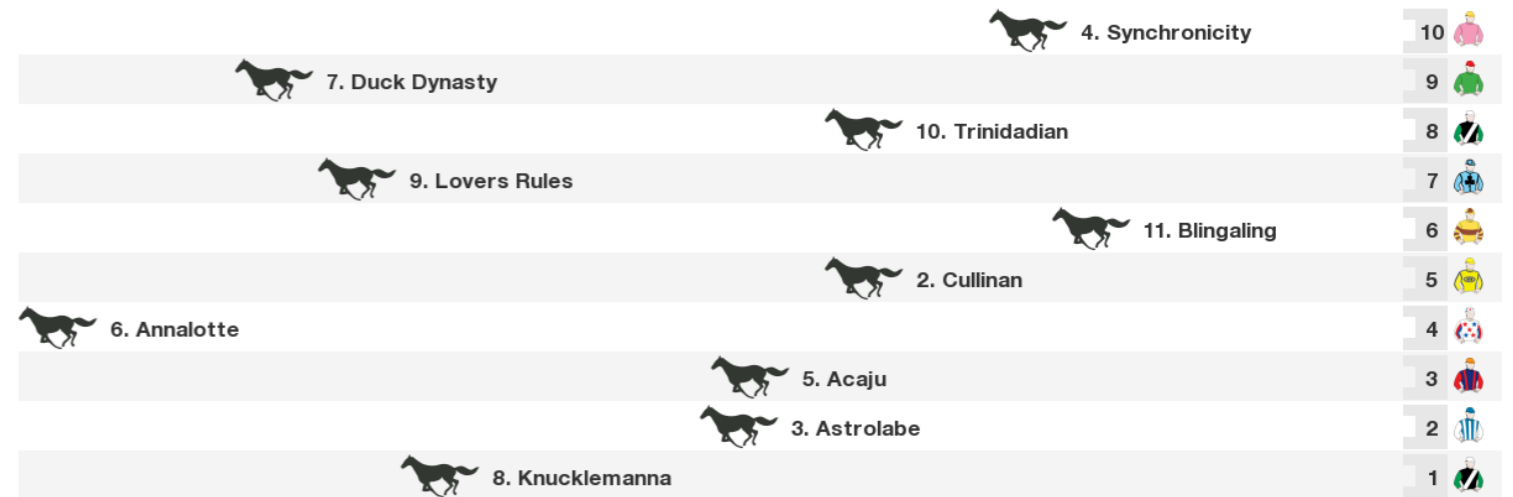 4. Synchronicity 10
7. Duck Dynasty 9
10. Trinidadian 8
9. Lovers Rules 7
11. Blingaling 6
2. Cullinan 5
6. Annalotte 4
5. Acaju 3
3. Astrolabe 2
8. Knucklemanna 1